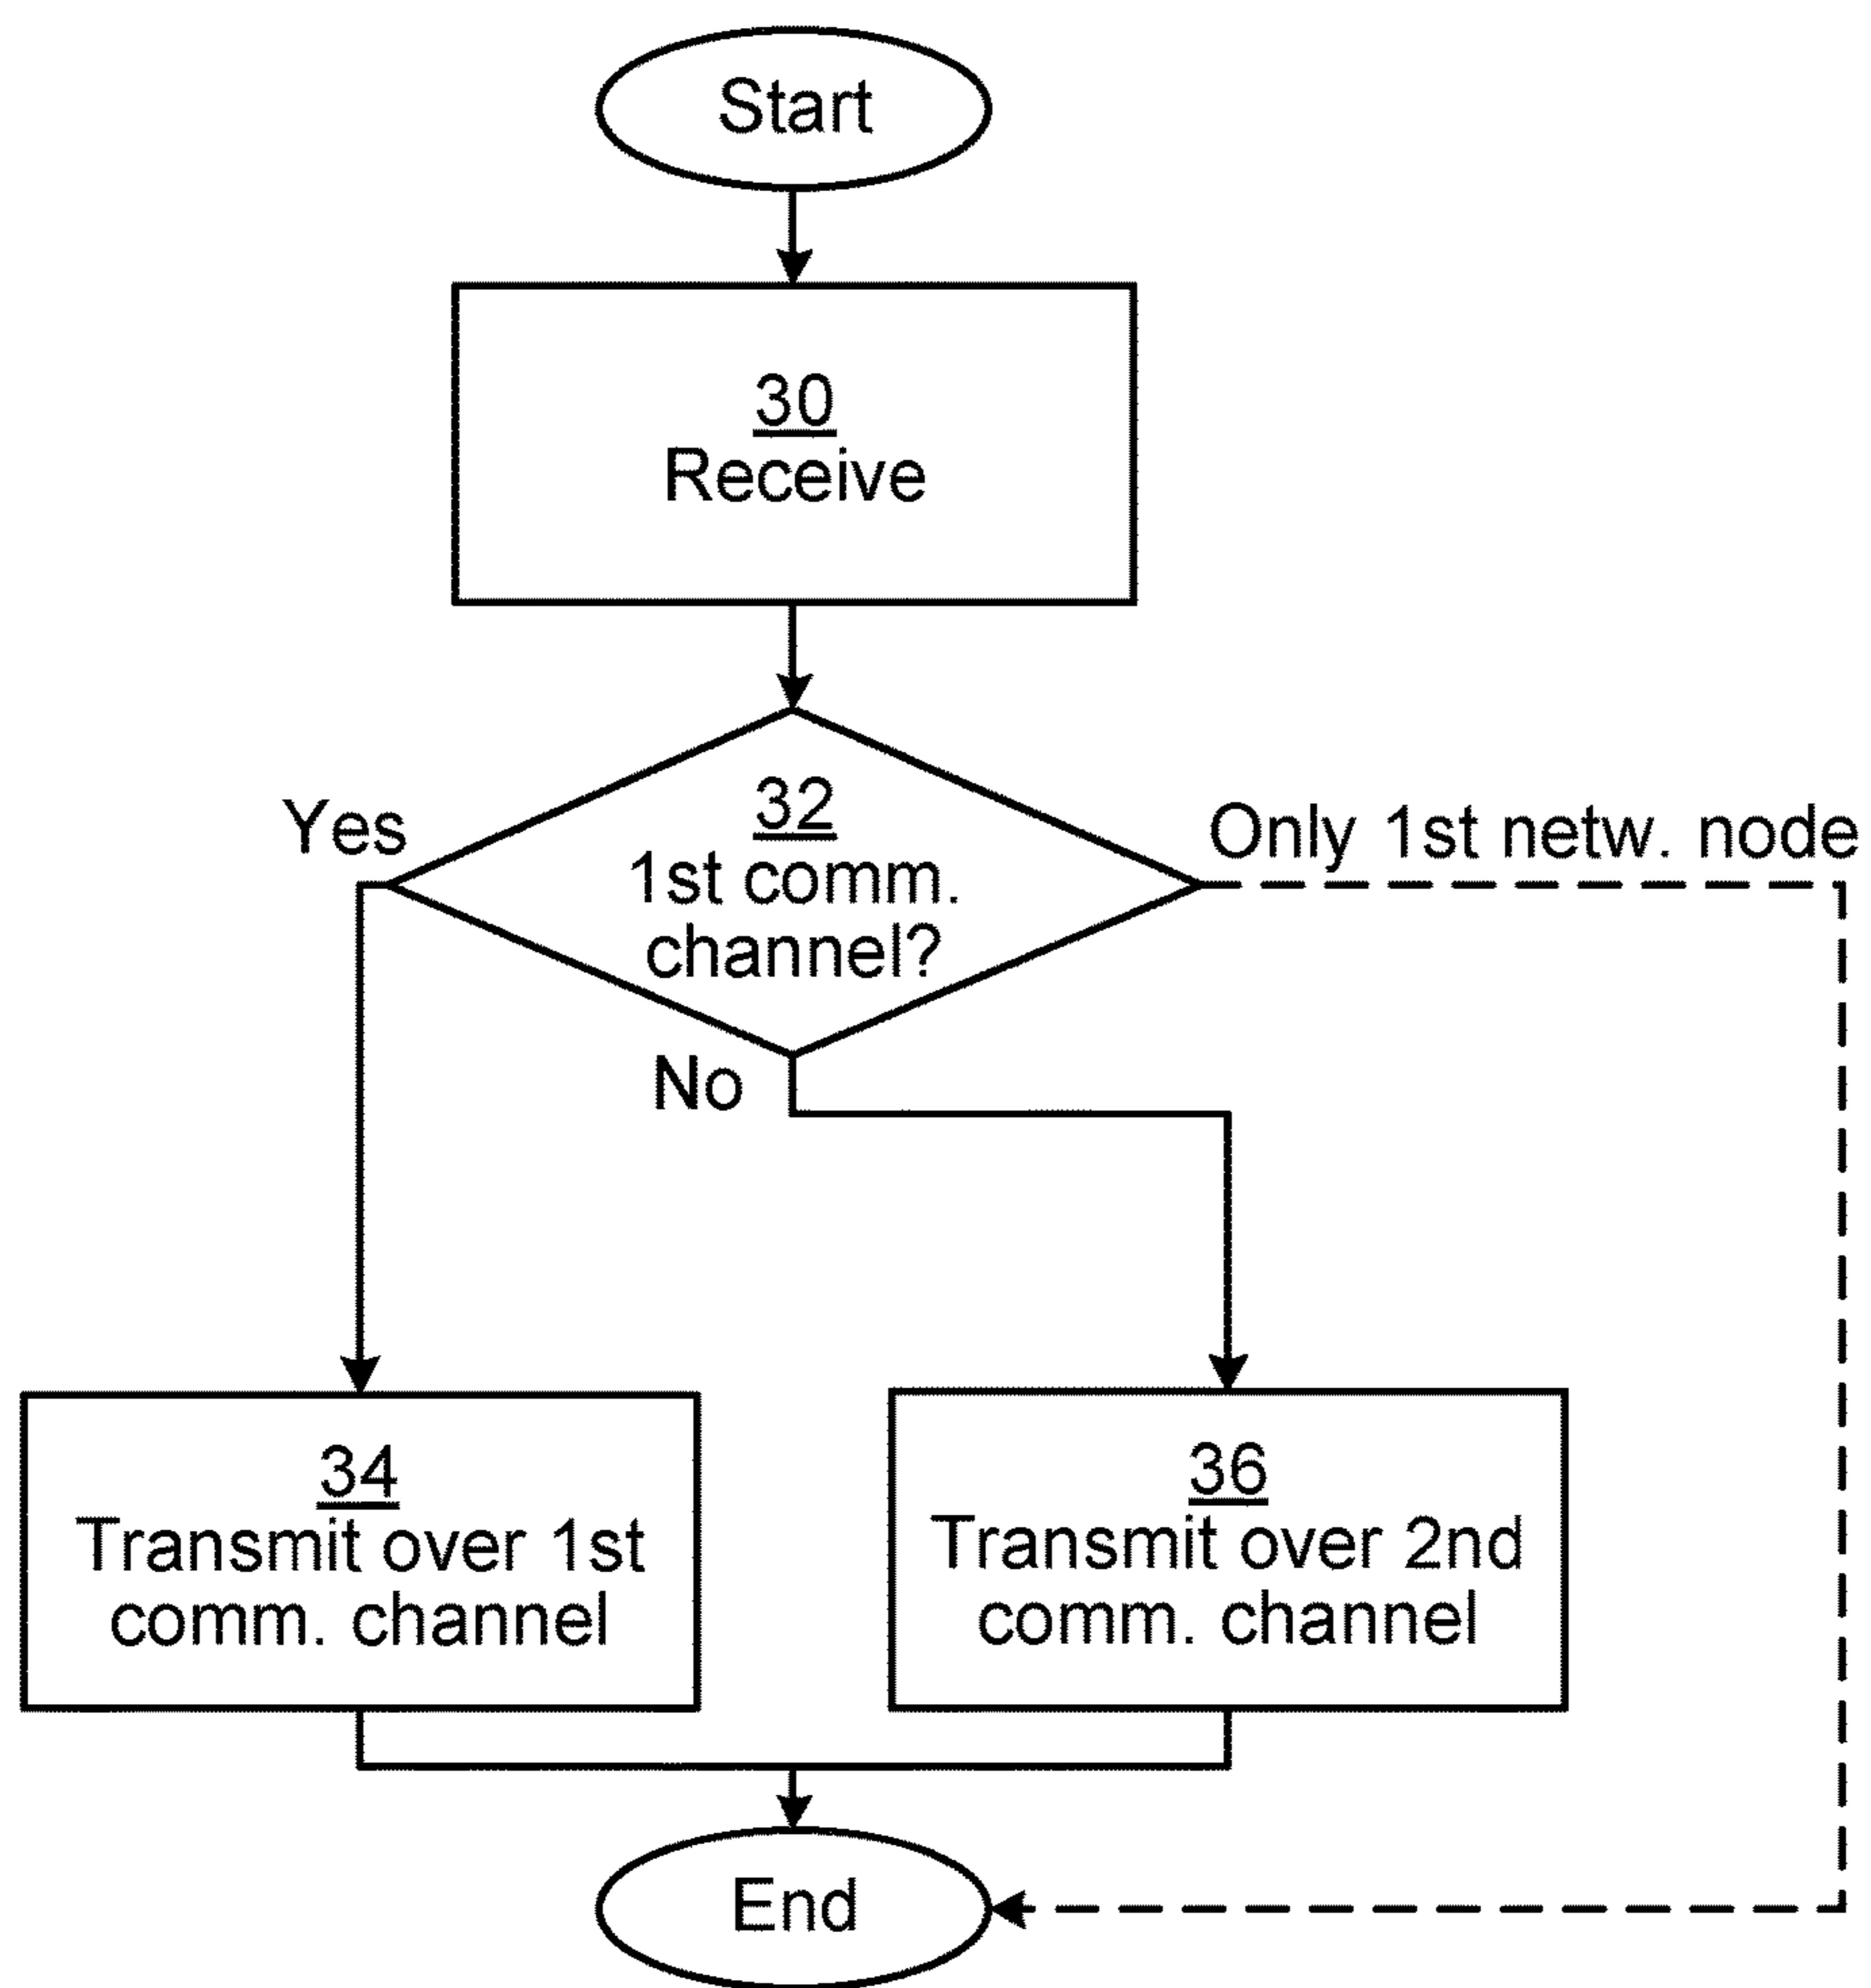 Start
30
Receive
32
1st comm.
channel?
Yes
Only 1st netw. node
No
34
Transmit over 1st
comm. channel
36
Transmit over 2nd
comm. channel
End